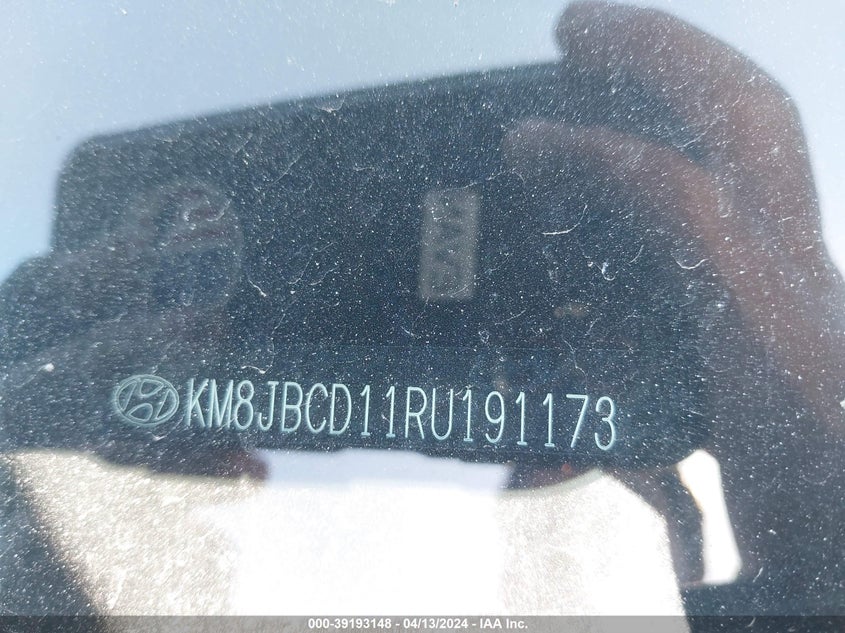 KM8JBCD11RU191173
000-39193148 - 04/13/2024 - IAA Inc.